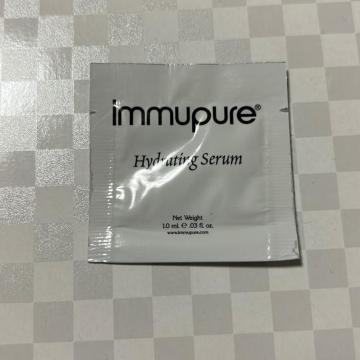 immupure®
Hydrating Serum
Net Weight
1.0 ml. ℮ .03 fl. oz.
www.immupure.com